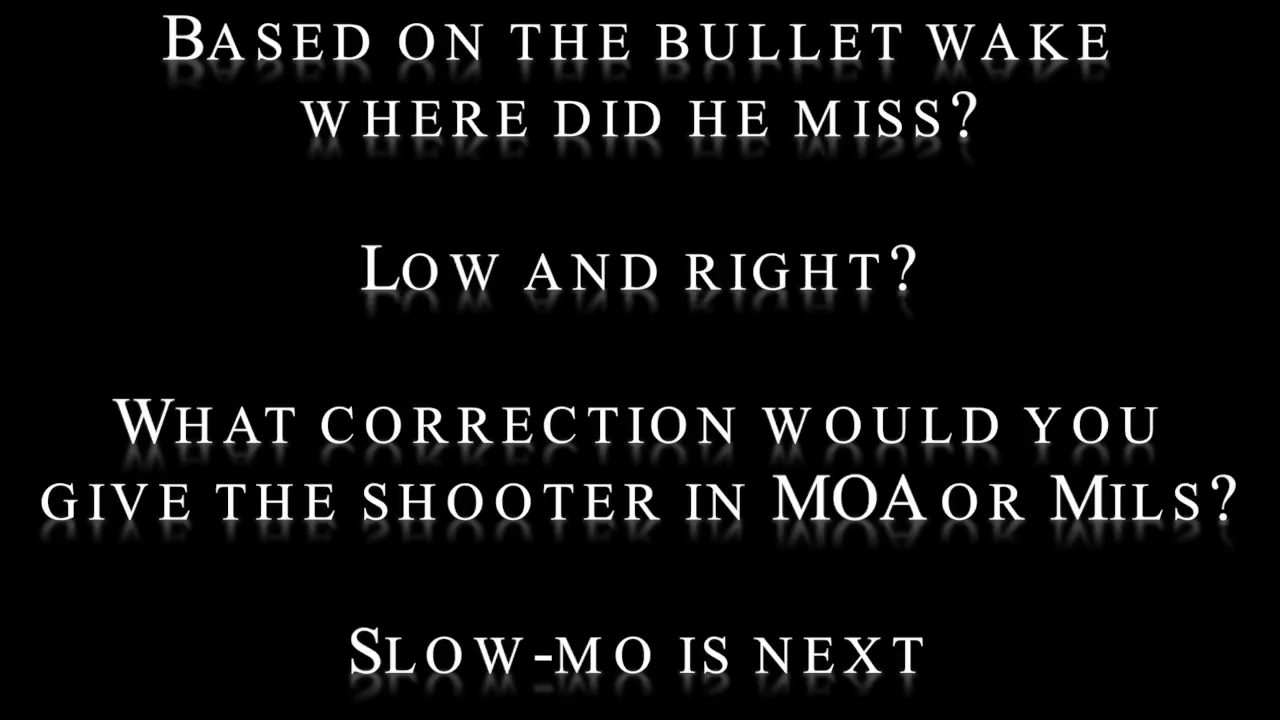 Based on the bullet wake
where did he miss?
Low and right?
What correction would you
give the shooter in MOA or Mils?
Slow-mo is next